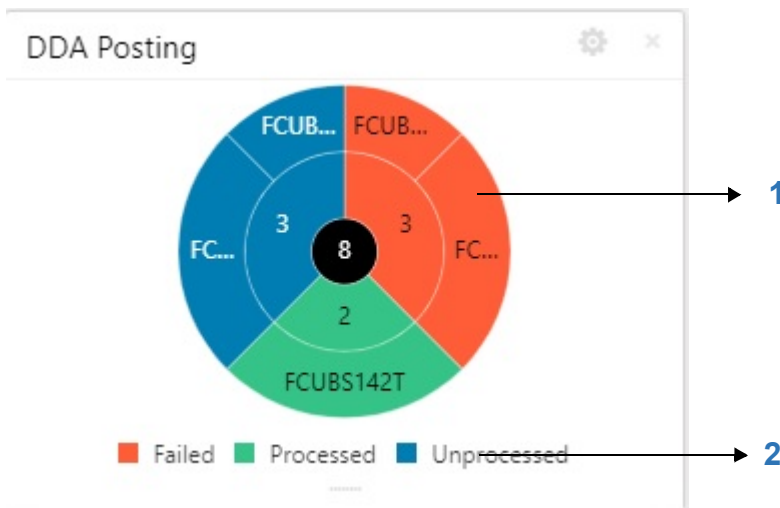 DDA Posting
FCUB... FCUB...
1
3 3
FC... 8 FC...
2
FCUBS142T
Failed Processed Unprocessed 2